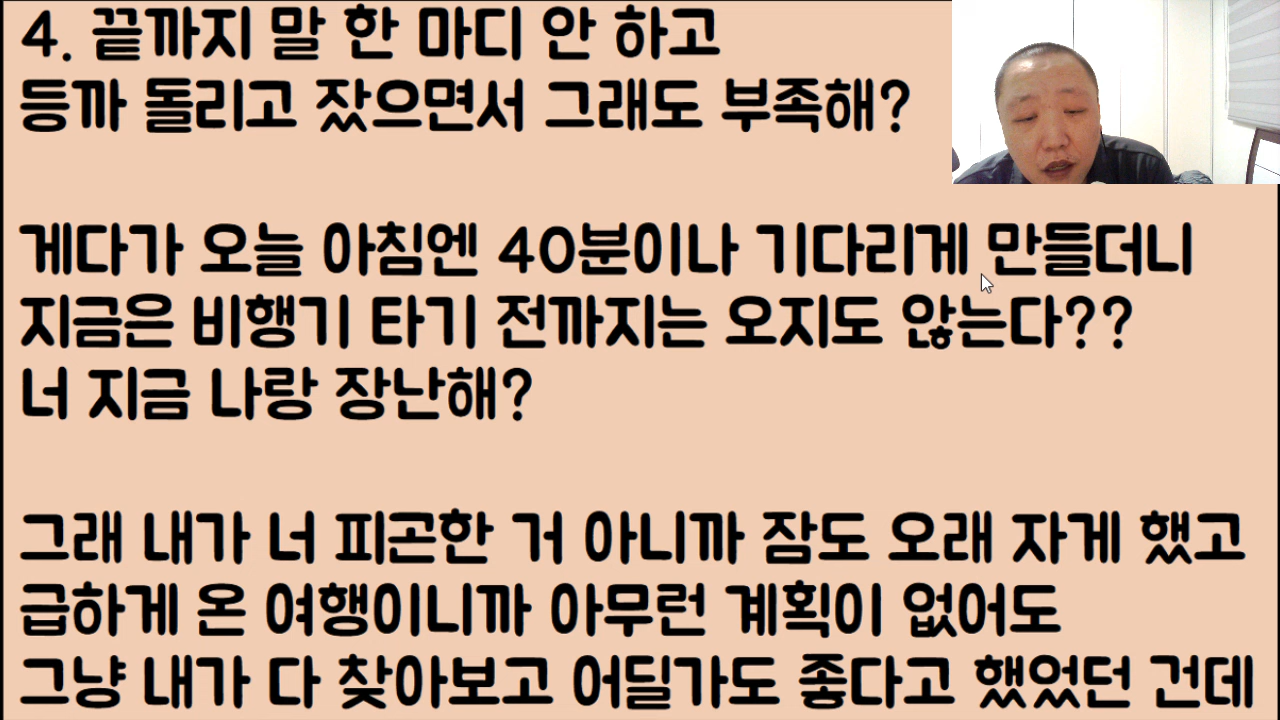 4. 끝까지 말 한 마디 안 하고
등까 돌리고 잤으면서 그래도 부족해?
게다가 오늘 아침엔 40분이나 기다리게 만들더니
지금은 비행기 타기 전까지는 오지도 않는다??
너 지금 나랑 장난해?
그래 내가 너 피곤한 거 아니까 잠도 오래 자게 했고
급하게 온 여행이니까 아무런 계획이 없어도
그냥 내가 다 찾아보고 어딜가도 좋다고 했었던 건데